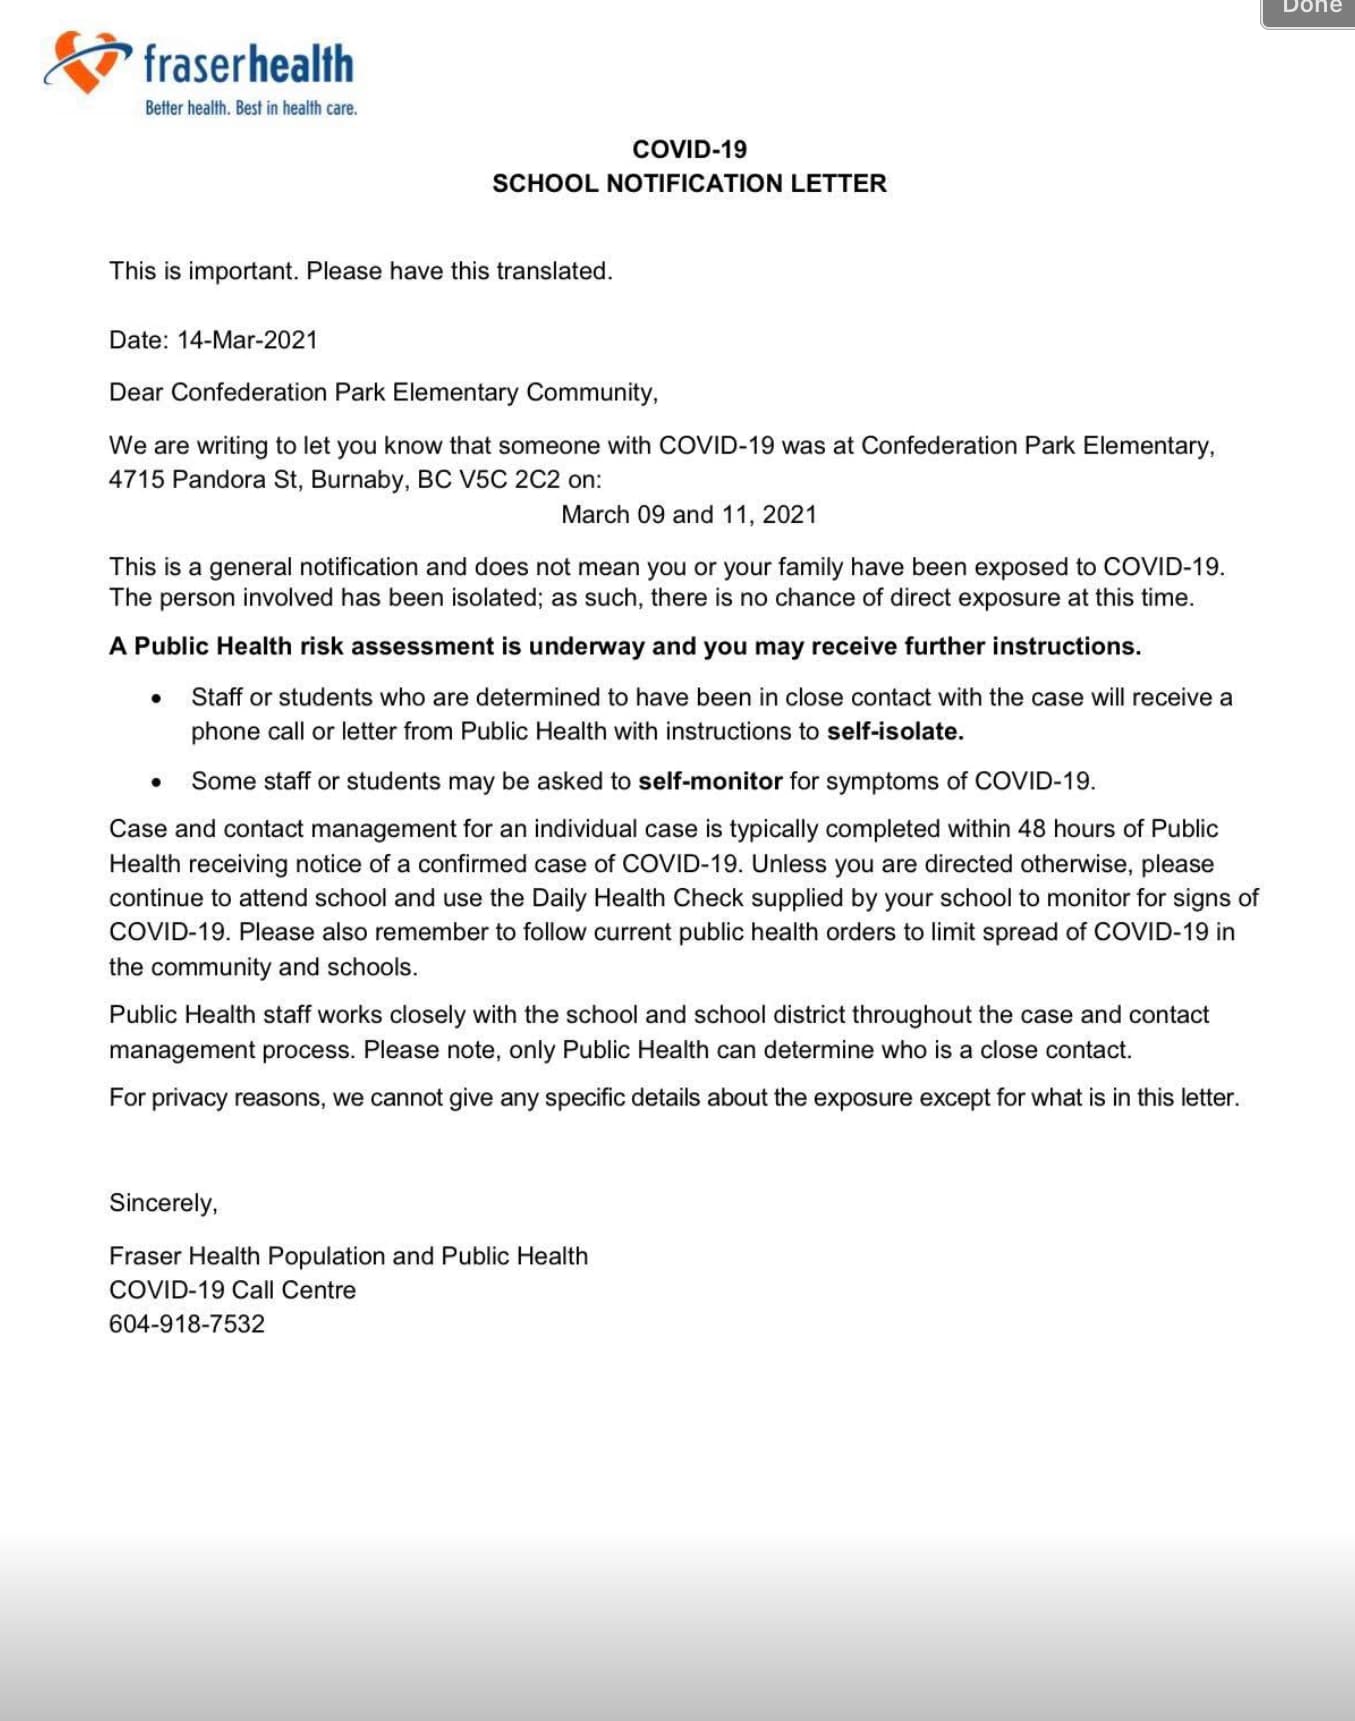 Done
fraserhealth
Better health. Best in health care.
COVID-19
SCHOOL NOTIFICATION LETTER
This is important. Please have this translated.
Date: 14-Mar-2021
Dear Confederation Park Elementary Community,
We are writing to let you know that someone with COVID-19 was at Confederation Park Elementary,
4715 Pandora St, Burnaby, BC V5C 2C2 on:
March 09 and 11, 2021
This is a general notification and does not mean you or your family have been exposed to COVID-19.
The person involved has been isolated; as such, there is no chance of direct exposure at this time.
A Public Health risk assessment is underway and you may receive further instructions.
• Staff or students who are determined to have been in close contact with the case will receive a
phone call or letter from Public Health with instructions to self-isolate.
• Some staff or students may be asked to self-monitor for symptoms of COVID-19.
Case and contact management for an individual case is typically completed within 48 hours of Public
Health receiving notice of a confirmed case of COVID-19. Unless you are directed otherwise, please
continue to attend school and use the Daily Health Check supplied by your school to monitor for signs of
COVID-19. Please also remember to follow current public health orders to limit spread of COVID-19 in
the community and schools.
Public Health staff works closely with the school and school district throughout the case and contact
management process. Please note, only Public Health can determine who is a close contact.
For privacy reasons, we cannot give any specific details about the exposure except for what is in this letter.
Sincerely,
Fraser Health Population and Public Health
COVID-19 Call Centre
604-918-7532